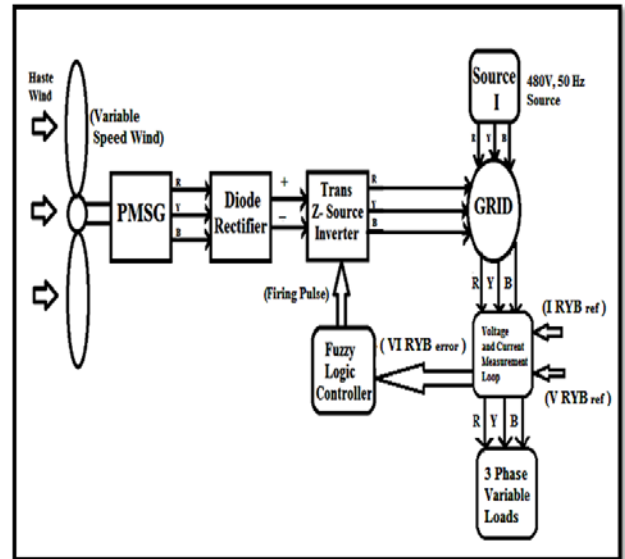 Haste
Wind
(Variable
Speed Wind)
PMSG
R
Y
B
Diode
Rectifier
+
−
Trans
Z- Source
Inverter
R
Y
B
Source
I
480V, 50 Hz
Source
R Y B
GRID
R Y B
(I RYB ref )
Voltage
and Current
Measurement
Loop
(V RYB ref )
(Firing Pulse)
( VI RYB error )
Fuzzy
Logic
Controller
R Y B
3 Phase
Variable
Loads